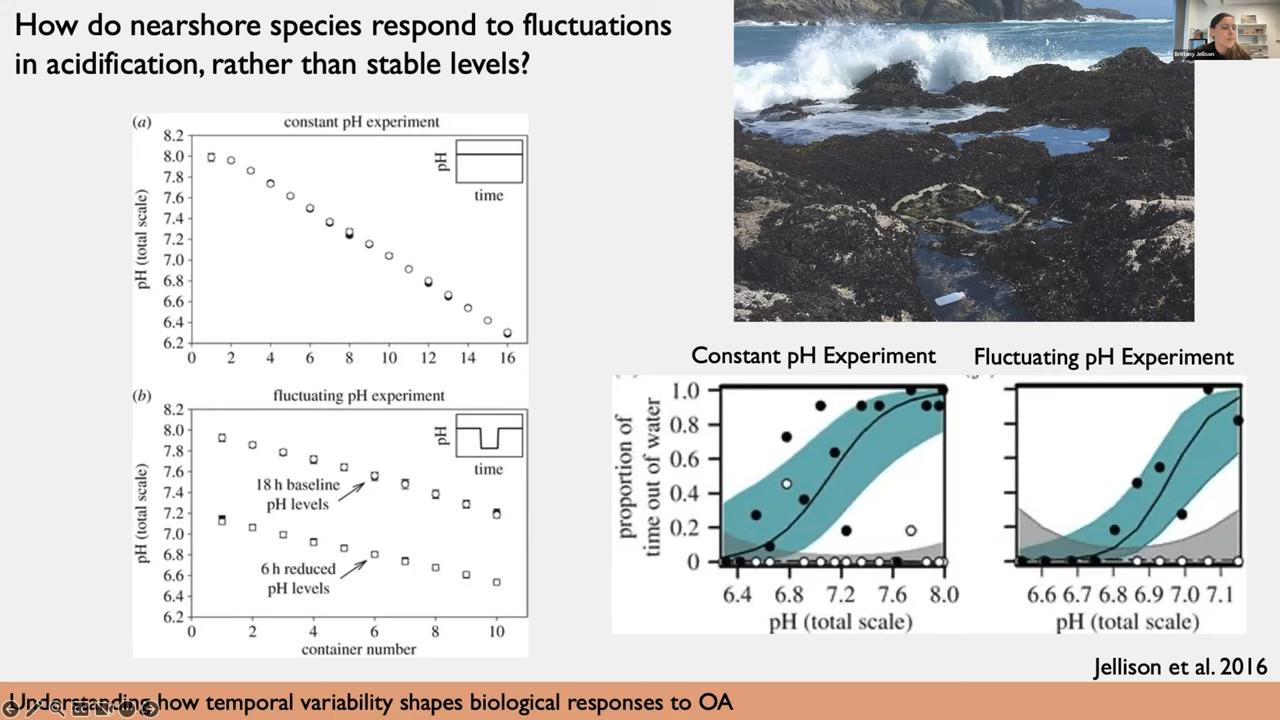 How do nearshore species respond to fluctuations
in acidification, rather than stable levels?
Brittany Jellison
(a) constant pH experiment
8.2
8.0
7.8
7.6
7.4
7.2
7.0
6.8
6.6
6.4
6.2
pH (total scale)
pH
time
0 2 4 6 8 10 12 14 16
(b) fluctuating pH experiment
8.2
8.0
7.8
7.6
7.4
7.2
7.0
6.8
6.6
6.4
6.2
pH (total scale)
pH
time
18 h baseline
pH levels
6 h reduced
pH levels
0 2 4 6 8 10
container number
Constant pH Experiment
proportion of
time out of water
1.0
0.8
0.6
0.4
0.2
0
6.4 6.8 7.2 7.6 8.0
pH (total scale)
Fluctuating pH Experiment
6.6 6.7 6.8 6.9 7.0 7.1
pH (total scale)
Jellison et al. 2016
Understanding how temporal variability shapes biological responses to OA